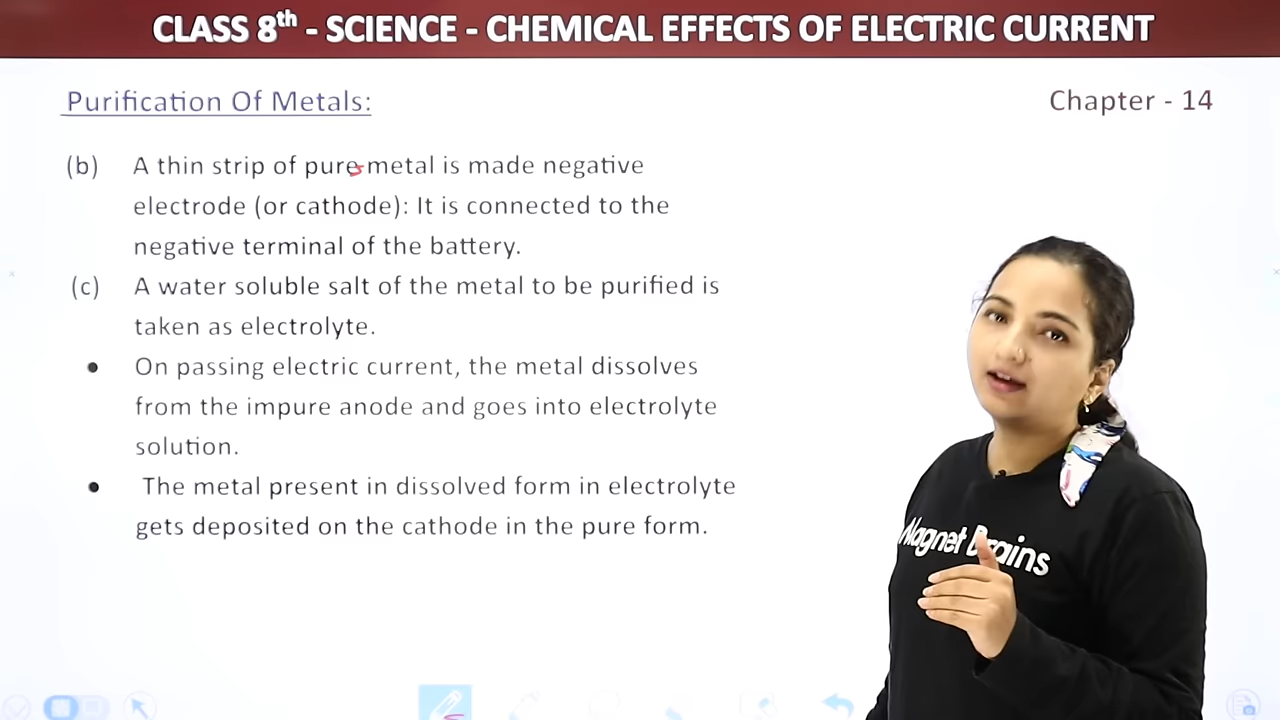 CLASS 8th - SCIENCE - CHEMICAL EFFECTS OF ELECTRIC CURRENT
Purification Of Metals:
Chapter - 14
(b) A thin strip of pure metal is made negative
electrode (or cathode): It is connected to the
negative terminal of the battery.
(c) A water soluble salt of the metal to be purified is
taken as electrolyte.
• On passing electric current, the metal dissolves
from the impure anode and goes into electrolyte
solution.
• The metal present in dissolved form in electrolyte
gets deposited on the cathode in the pure form.
Magnet Brains